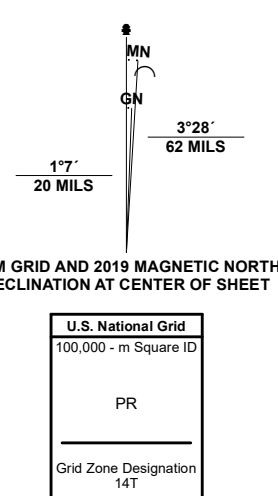 MN
GN
3°28´
62 MILS
1°7´
20 MILS
M GRID AND 2019 MAGNETIC NORTH
ECLINATION AT CENTER OF SHEET
U.S. National Grid
100,000 - m Square ID
PR
Grid Zone Designation
14T